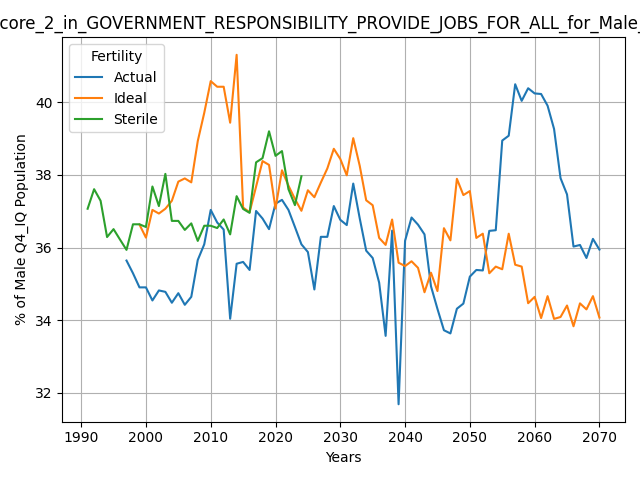 core_2_in_GOVERNMENT_RESPONSIBILITY_PROVIDE_JOBS_FOR_ALL_for_Male_
Fertility
Actual
Ideal
Sterile
% of Male Q4_IQ Population
40
38
36
34
32
1990 2000 2010 2020 2030 2040 2050 2060 2070
Years